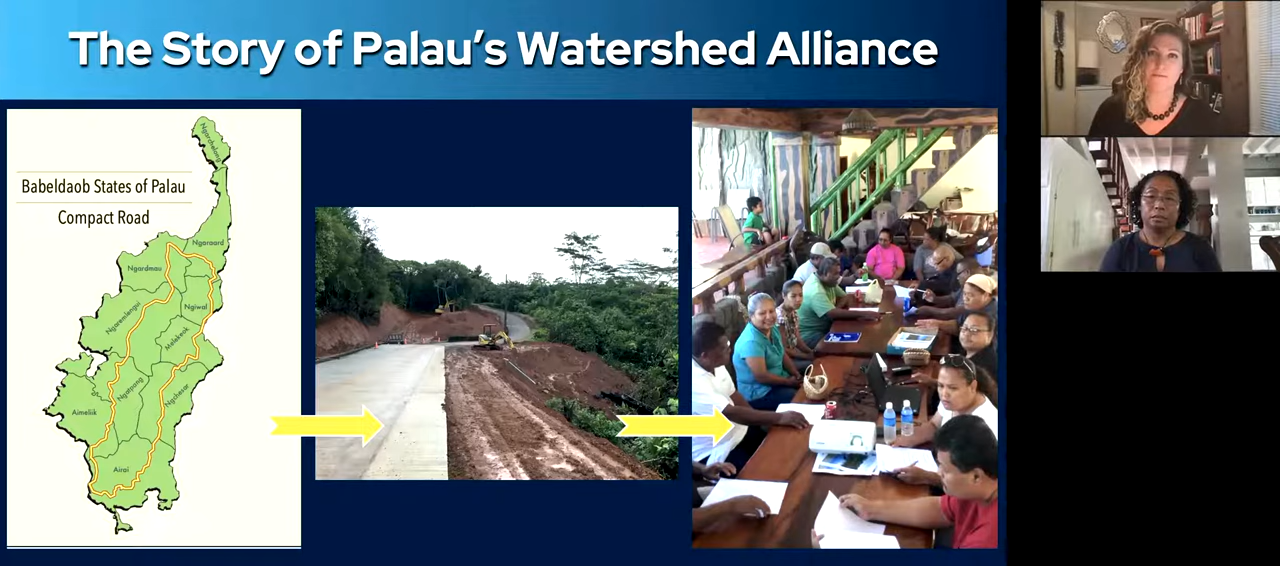 The Story of Palau's Watershed Alliance
Babeldaob States of Palau
Compact Road
Ngarchelong
Ngaraard
Ngardmau
Ngiwal
Ngaremlengui
Melekeok
Ngatpang
Ngchesar
Aimeliik
Airai